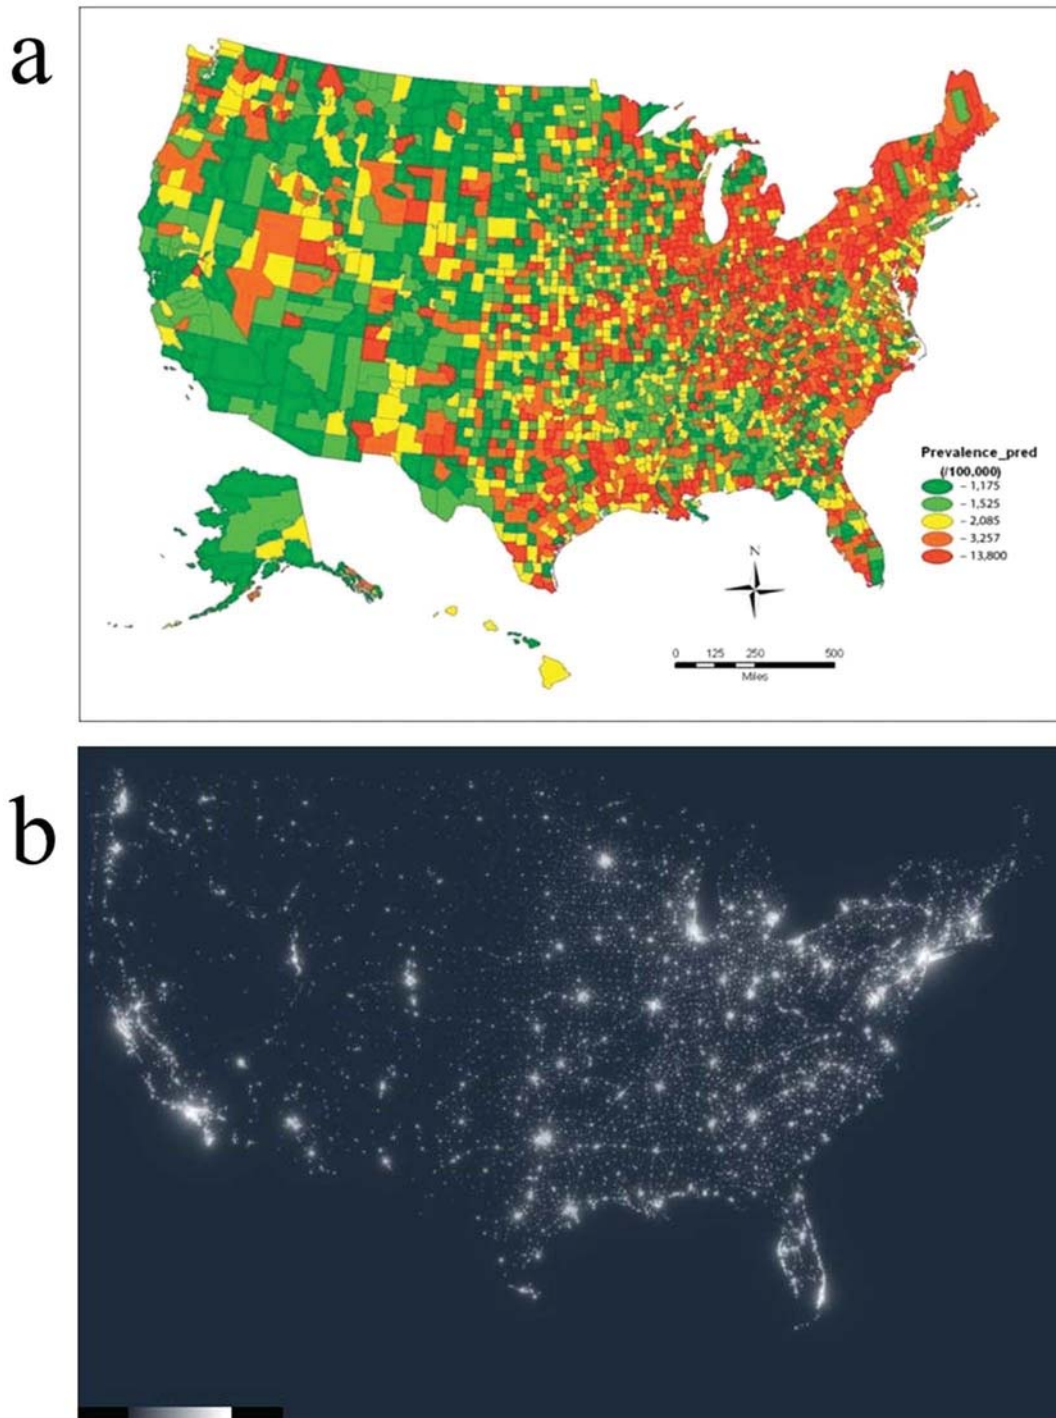 a
Prevalence_pred
(/100,000)
– 1,175
– 1,525
– 2,085
– 3,257
– 13,800
N
0 125 250 500
Miles
b